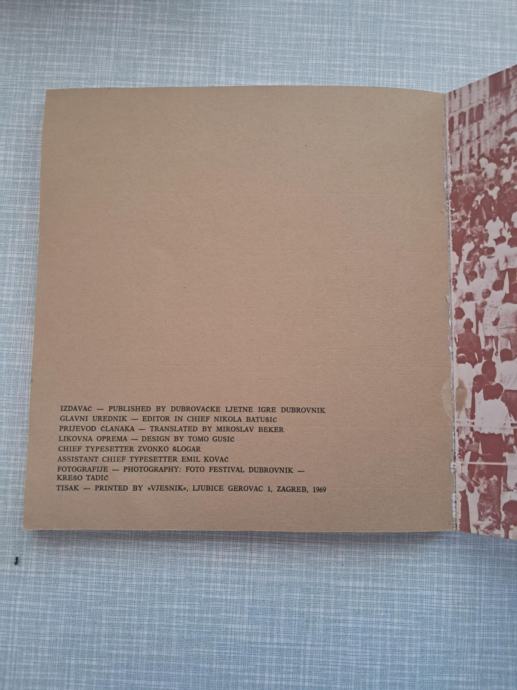 IZDAVAČ — PUBLISHED BY DUBROVAČKE LJETNE IGRE DUBROVNIK
GLAVNI UREDNIK — EDITOR IN CHIEF NIKOLA BATUŠIĆ
PRIJEVOD ČLANAKA — TRANSLATED BY MIROSLAV BEKER
LIKOVNA OPREMA — DESIGN BY TOMO GUSIĆ
CHIEF TYPESETTER ZVONKO ŠLOGAR
ASSISTANT CHIEF TYPESETTER EMIL KOVAČ
FOTOGRAFIJE — PHOTOGRAPHY: FOTO FESTIVAL DUBROVNIK —
KREŠO TADIĆ
TISAK — PRINTED BY »VJESNIK«, LJUBICE GEROVAC 1, ZAGREB, 1969